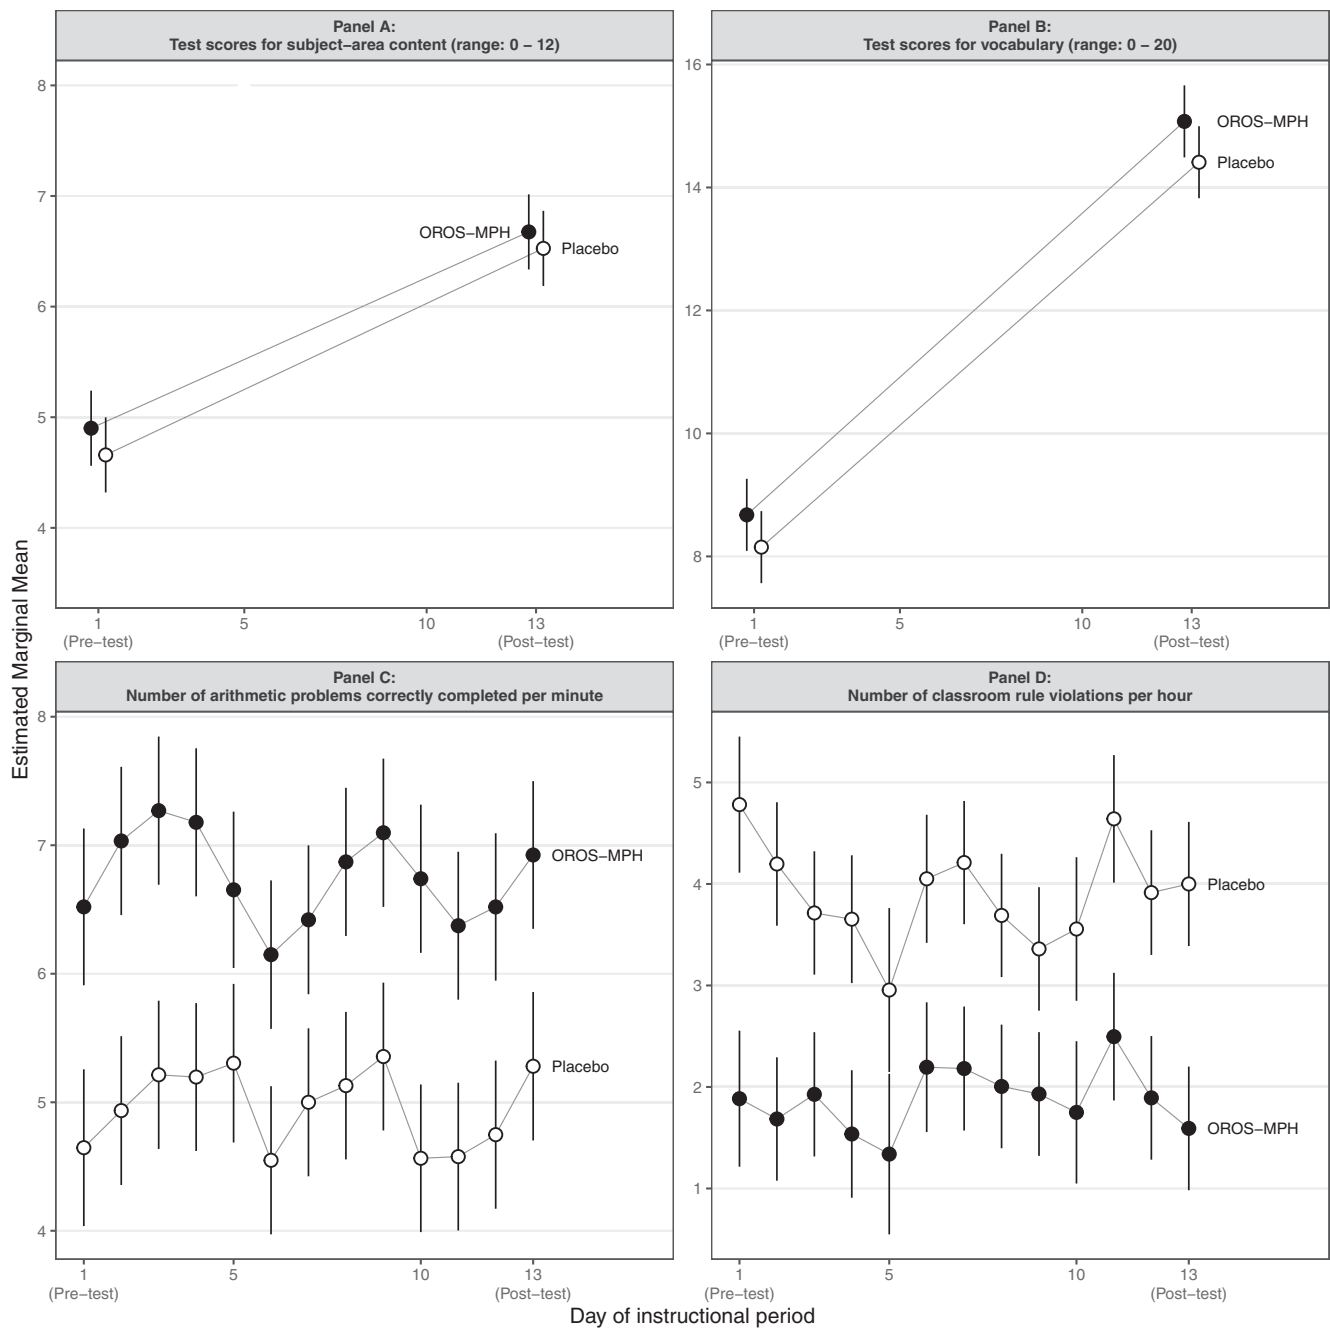 Panel A:
Test scores for subject−area content (range: 0 − 12)
8
7
6
5
4
OROS−MPH
Placebo
1
5
10
13
(Pre−test)
(Post−test)
Panel B:
Test scores for vocabulary (range: 0 − 20)
16
14
12
10
8
OROS−MPH
Placebo
1
5
10
13
(Pre−test)
(Post−test)
Estimated Marginal Mean
Panel C:
Number of arithmetic problems correctly completed per minute
8
7
6
5
4
OROS−MPH
Placebo
1
5
10
13
(Pre−test)
(Post−test)
Panel D:
Number of classroom rule violations per hour
5
4
3
2
1
Placebo
OROS−MPH
1
5
10
13
(Pre−test)
(Post−test)
Day of instructional period